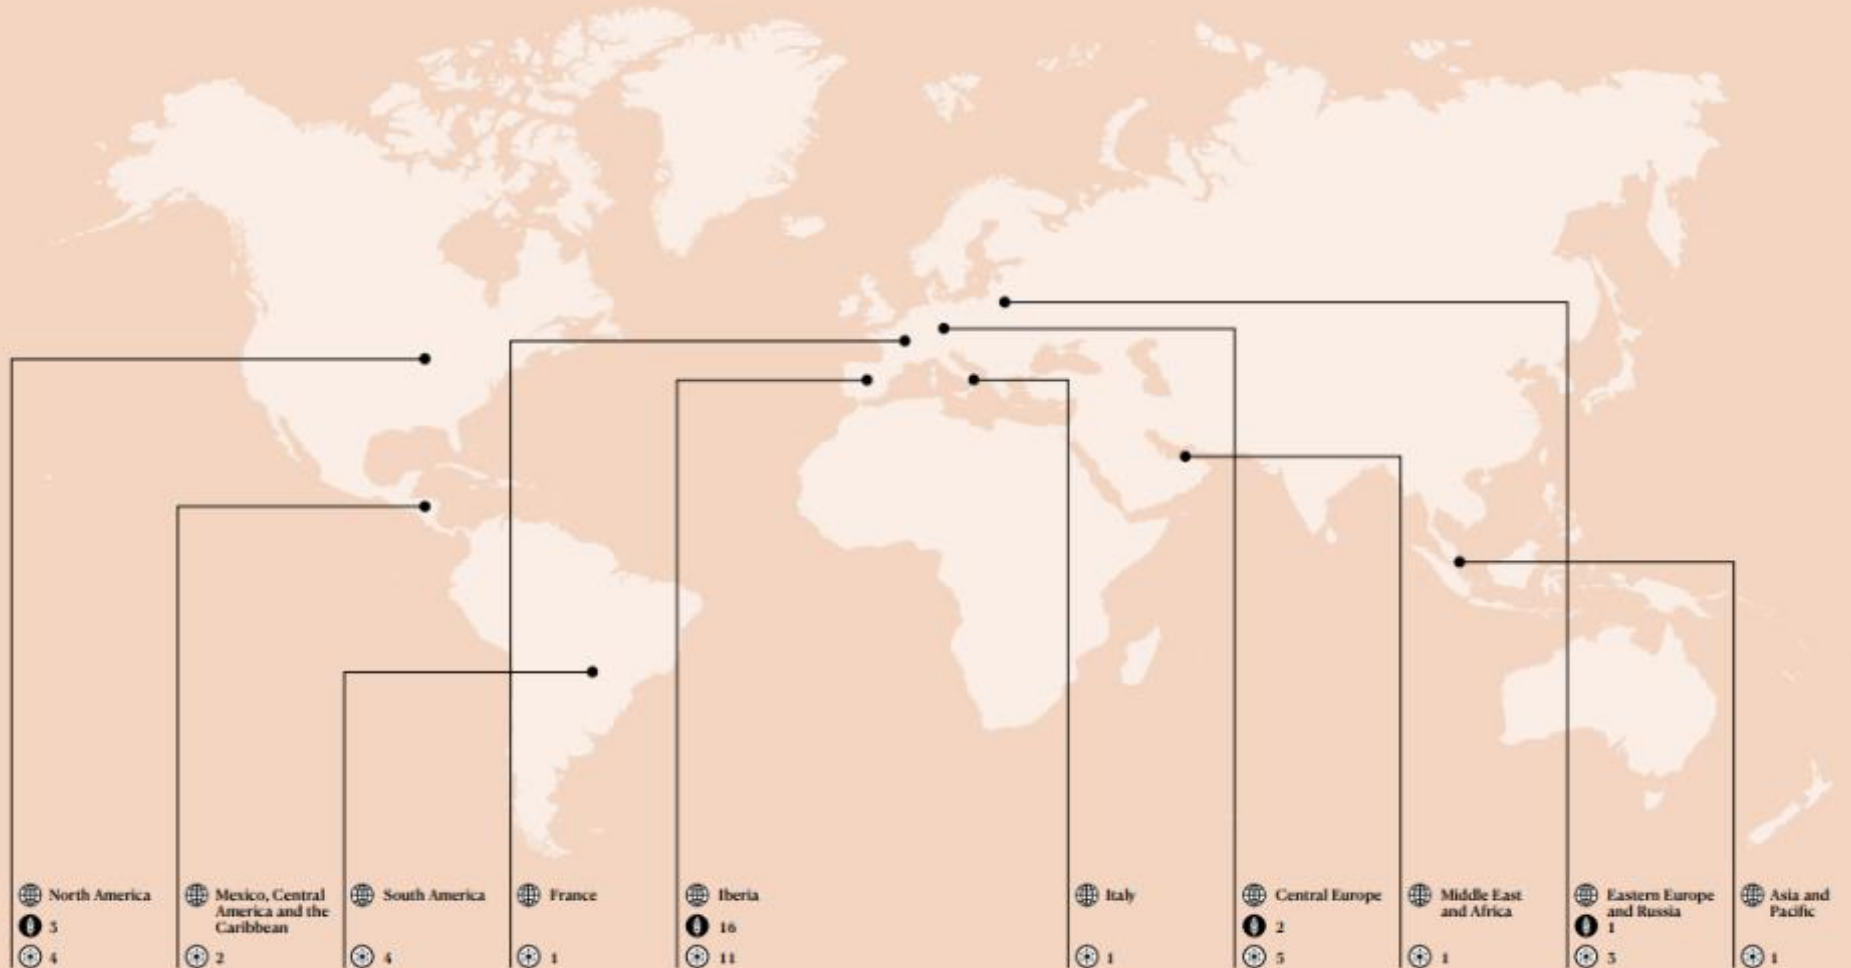 North America
3
4
Mexico, Central
America and the
Caribbean
2
South America
4
France
1
Iberia
16
11
Italy
1
Central Europe
2
5
Middle East
and Africa
1
Eastern Europe
and Russia
1
3
Asia and
Pacific
1